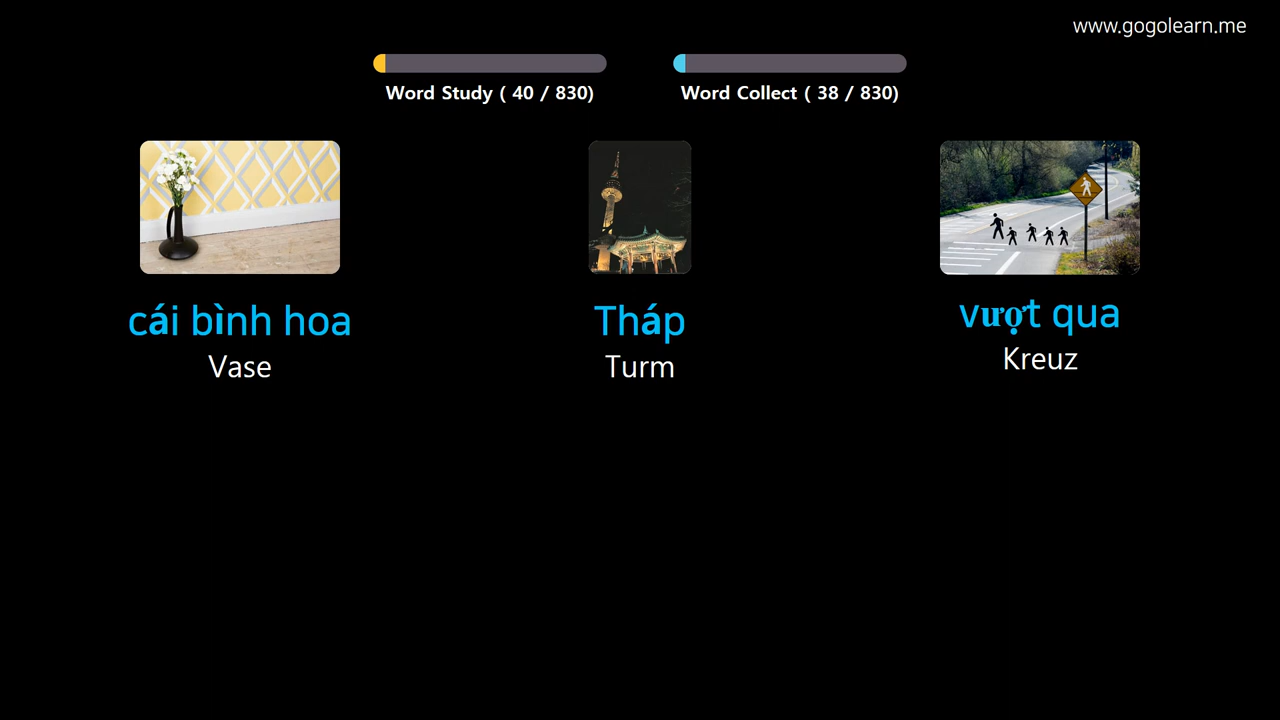 www.gogolearn.me
Word Study ( 40 / 830)
Word Collect ( 38 / 830)
cái bình hoa
Vase
Tháp
Turm
vượt qua
Kreuz